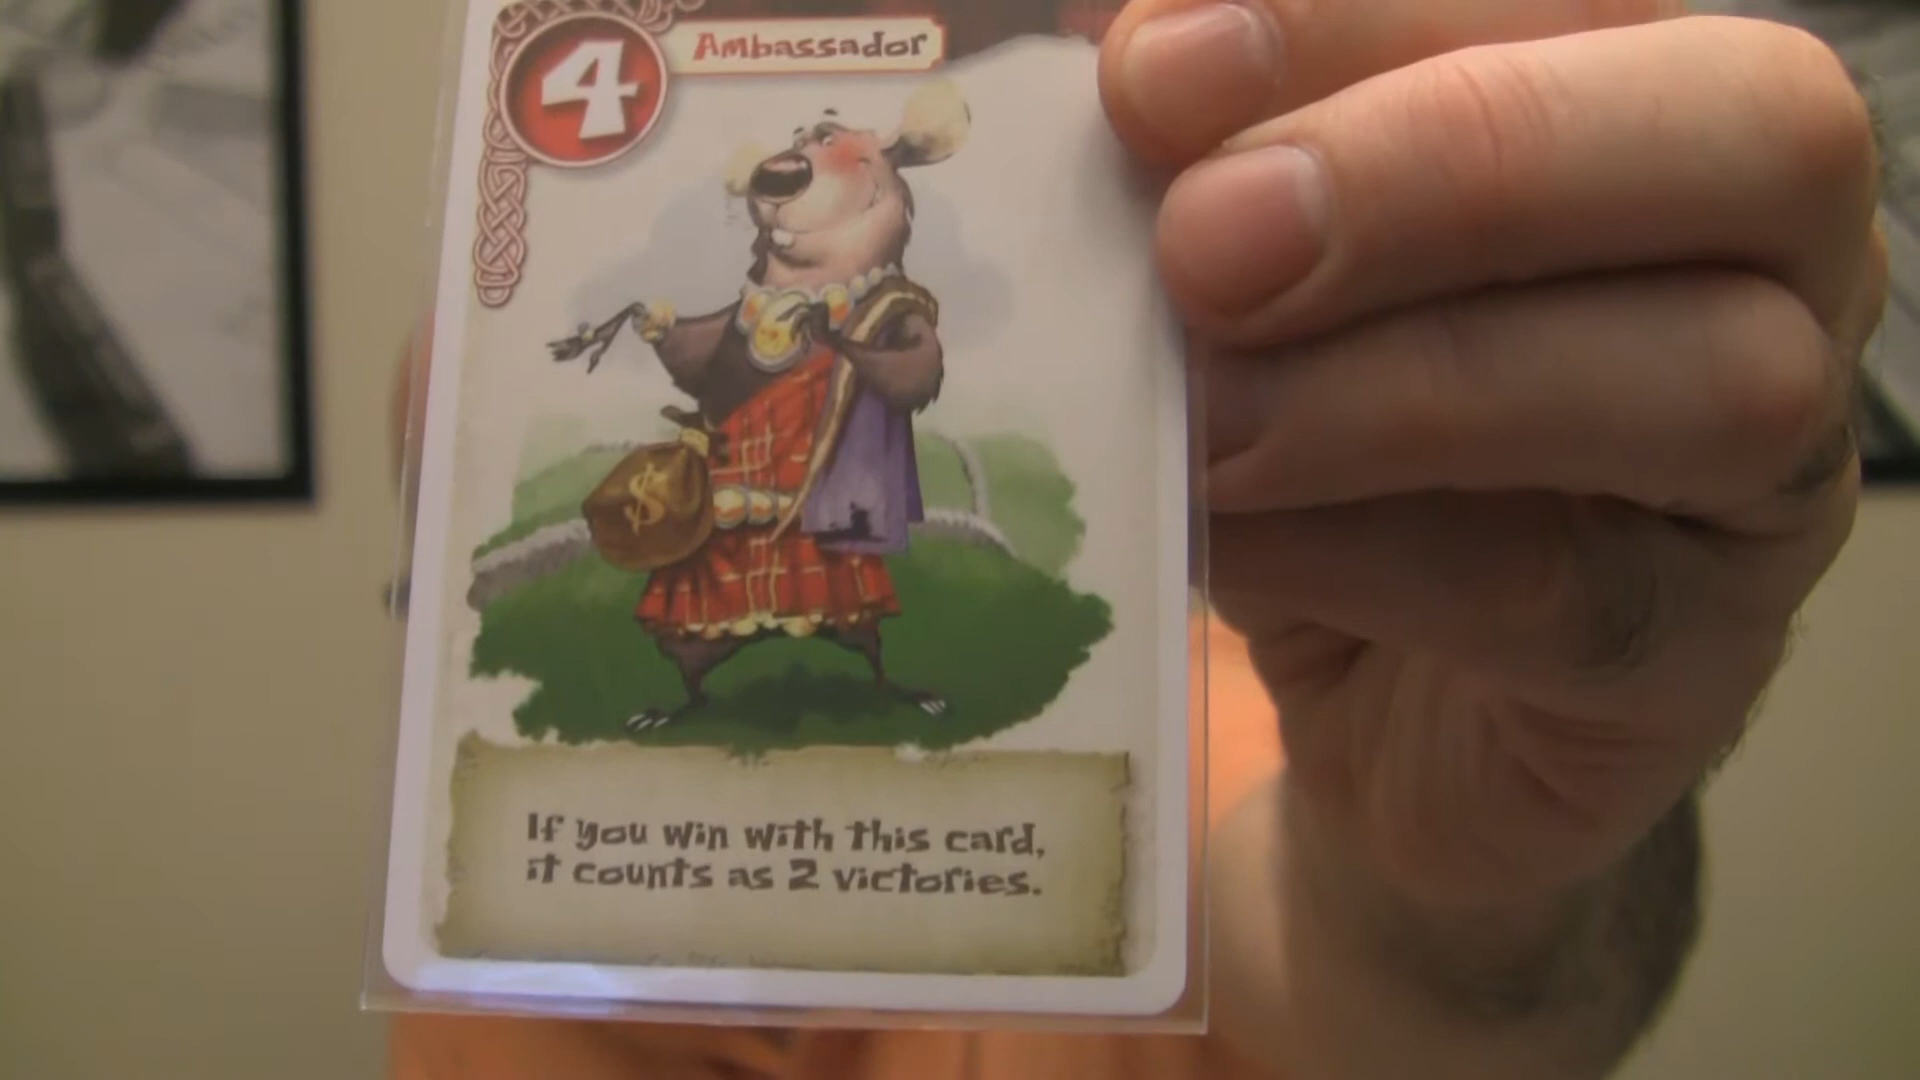 4
Ambassador
$
If you win with this card,
it counts as 2 victories.